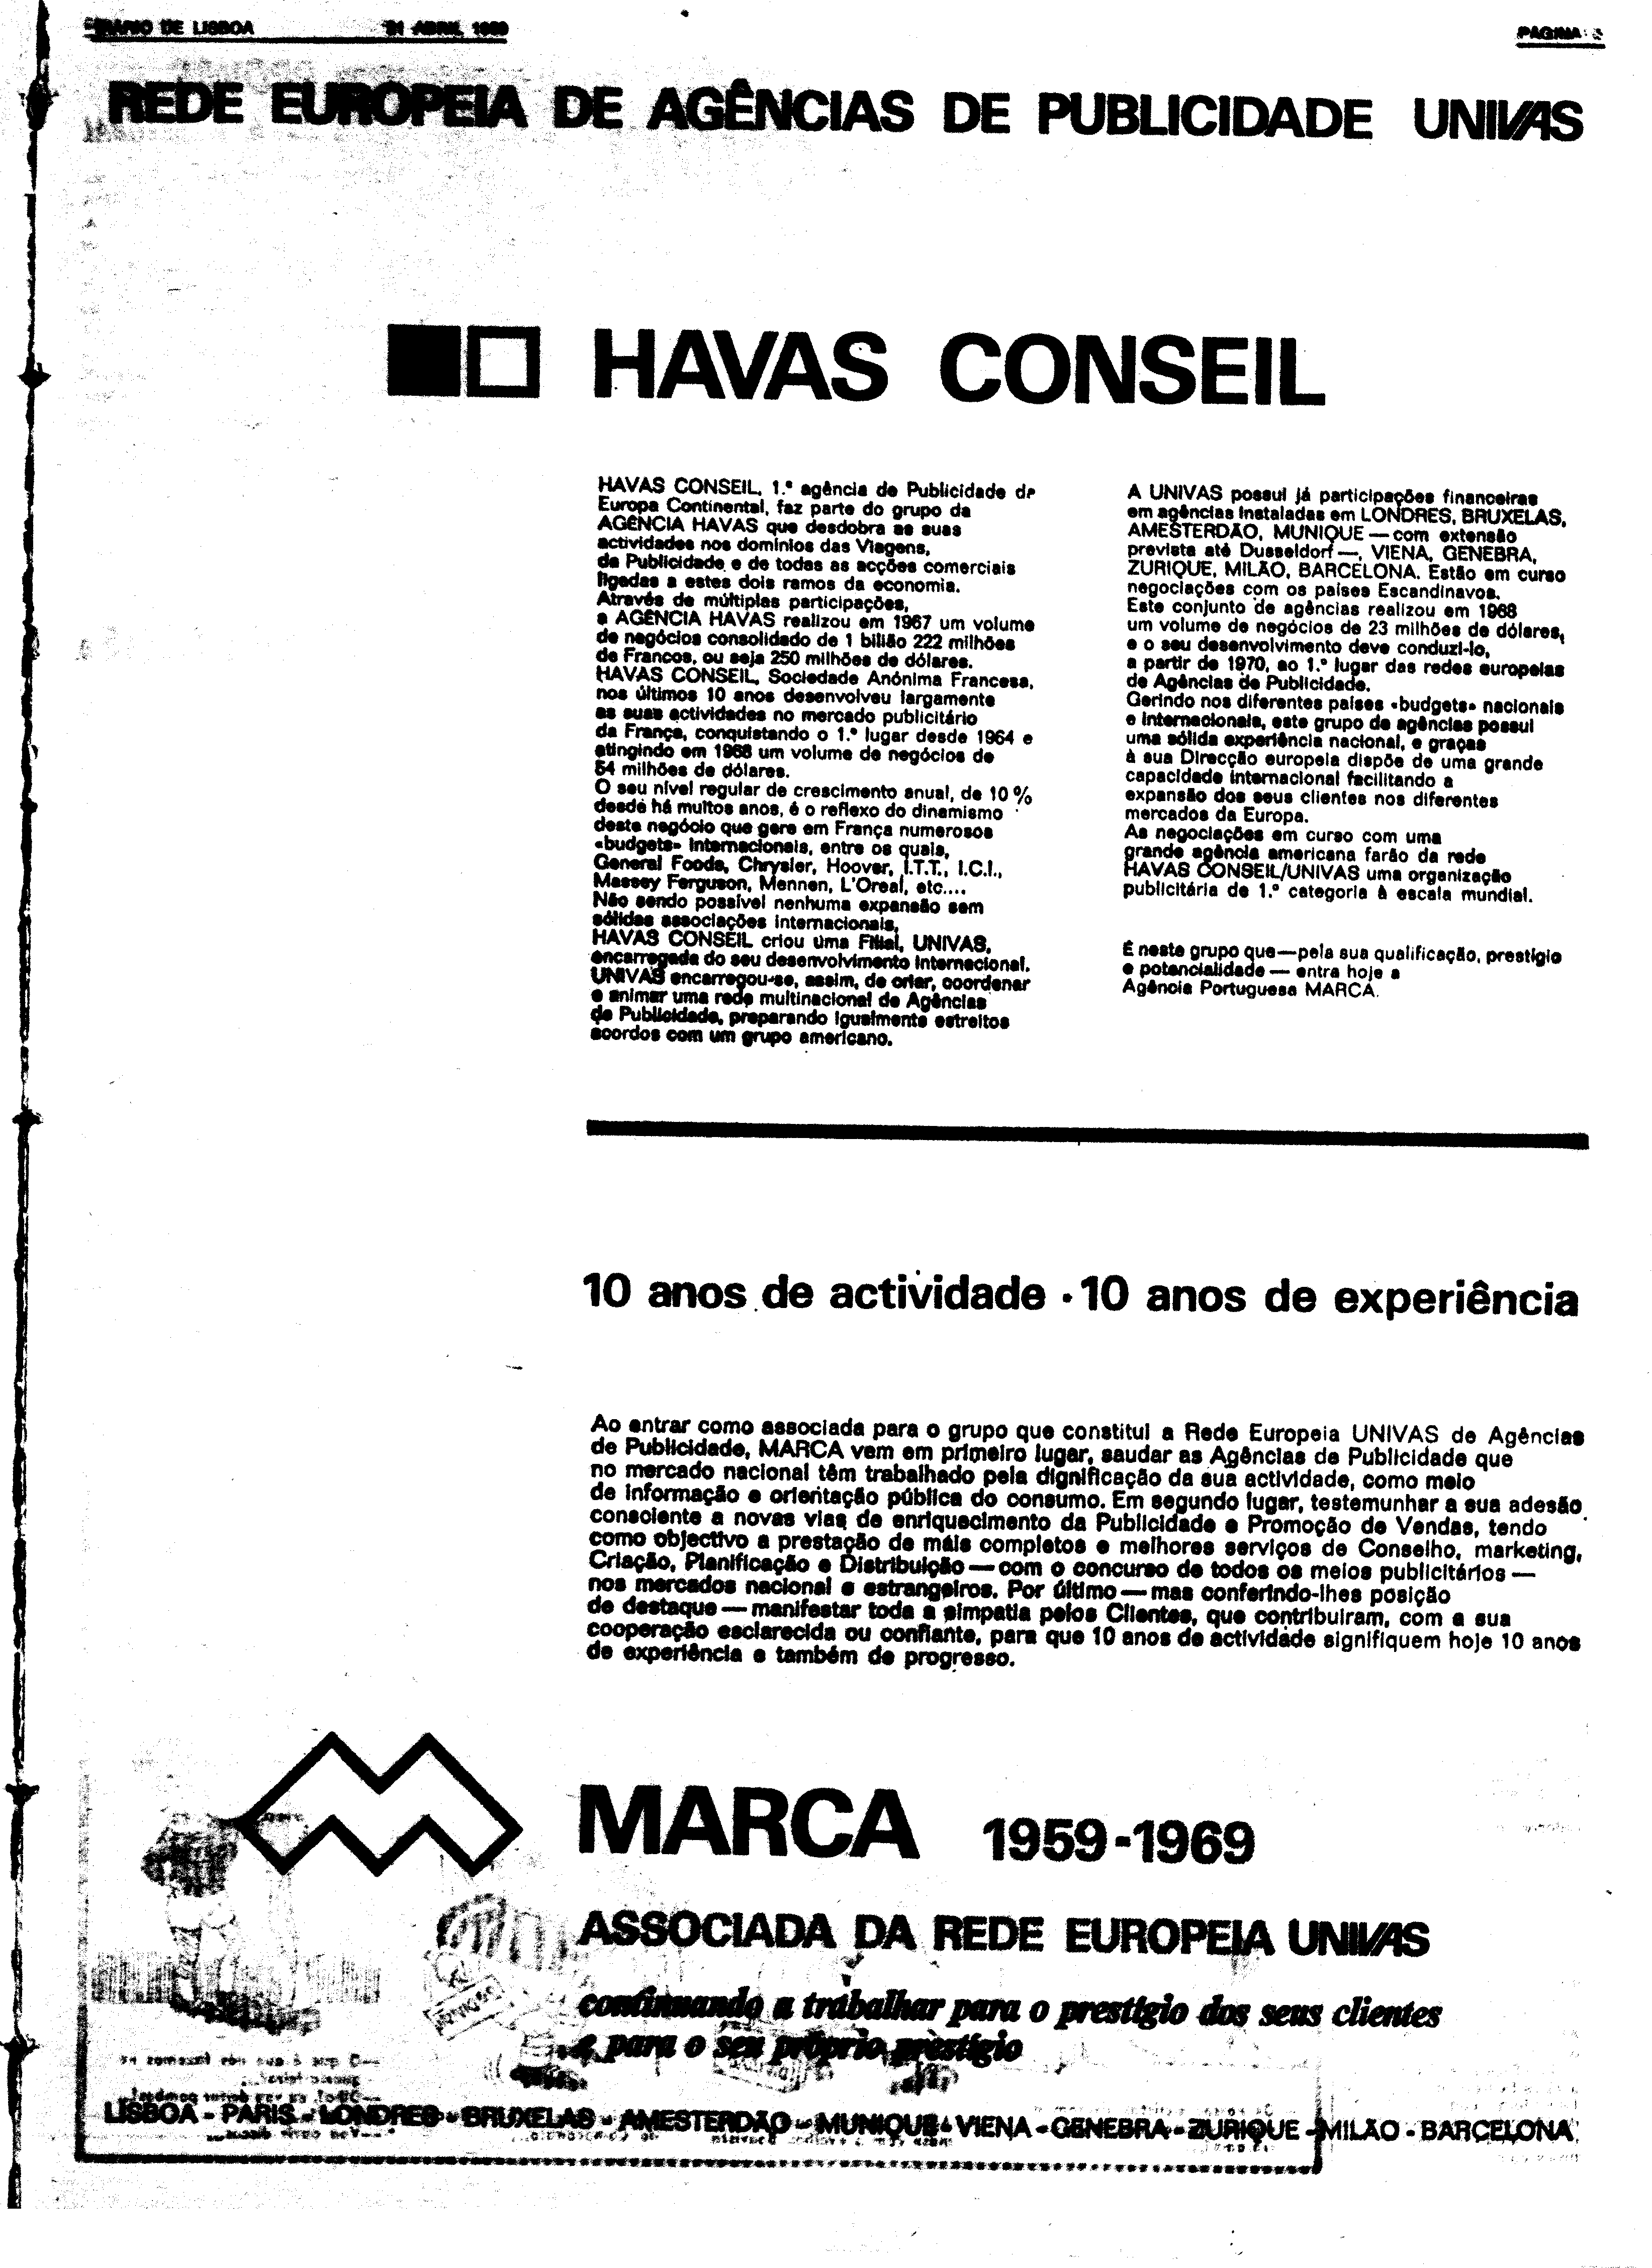 DIARIO DE LISBOA
ABRIL 1969
PAGINA
REDE EUROPEIA DE AGÊNCIAS DE PUBLICIDADE UNIVAS
HAVAS CONSEIL
HAVAS CONSEIL, 1.ª agência de Publicidade de
Europa Continental, faz parte do grupo da
AGÊNCIA HAVAS que desdobra as suas
actividades nos domínios das Viagens,
da Publicidade e de todas as acções comerciais
ligadas a estes dois ramos da economia.
Através de múltiplas participações,
a AGÊNCIA HAVAS realizou em 1967 um volume
de negócios consolidado de 1 bilião 222 milhões
de Francos, ou seja 250 milhões de dólares.
HAVAS CONSEIL, Sociedade Anónima Francesa,
nos últimos 10 anos desenvolveu largamente
as suas actividades no mercado publicitário
da França, conquistando o 1.º lugar desde 1964 e
atingindo em 1968 um volume de negócios de
54 milhões de dólares.
O seu nível regular de crescimento anual, de 10 %
desde há muitos anos, é o reflexo do dinamismo
deste negócio que gere em França numerosos
«budgets» Internacionais, entre os quais,
General Foods, Chrysler, Hoover, I.T.T., I.C.I.,
Massey Ferguson, Mennen, L'Oreal, etc....
Não sendo possível nenhuma expansão sem
sólidas associações internacionais,
HAVAS CONSEIL criou uma Filial, UNIVAS,
encarregada do seu desenvolvimento Internacional.
UNIVAS encarregou-se, assim, de criar, coordenar
e animar uma rede multinacional de Agências
de Publicidade, preparando igualmente estreitos
acordos com um grupo americano.
A UNIVAS possui já participações financeiras
em agências instaladas em LONDRES, BRUXELAS,
AMESTERDÃO, MUNIQUE — com extensão
prevista até Dusseldorf —, VIENA, GENEBRA,
ZURIQUE, MILÃO, BARCELONA. Estão em curso
negociações com os países Escandinavos.
Este conjunto de agências realizou em 1968
um volume de negócios de 23 milhões de dólares,
e o seu desenvolvimento deve conduzi-lo,
a partir de 1970, ao 1.º lugar das redes europeias
de Agências de Publicidade.
Gerindo nos diferentes países «budgets» nacionais
e Internacionais, este grupo de agências possui
uma sólida experiência nacional, e graças
à sua Direcção europeia dispõe de uma grande
capacidade internacional facilitando a
expansão dos seus clientes nos diferentes
mercados da Europa.
As negociações em curso com uma
grande agência americana farão da rede
HAVAS CONSEIL/UNIVAS uma organização
publicitária de 1.ª categoria à escala mundial.
É neste grupo que — pela sua qualificação, prestígio
e potencialidade — entra hoje a
Agência Portuguesa MARCA.
10 anos de actividade · 10 anos de experiência
Ao entrar como associada para o grupo que constitui a Rede Europeia UNIVAS de Agências
de Publicidade, MARCA vem em primeiro lugar, saudar as Agências de Publicidade que
no mercado nacional têm trabalhado pela dignificação da sua actividade, como meio
de informação e orientação pública do consumo. Em segundo lugar, testemunhar a sua adesão
consciente a novas vias de enriquecimento da Publicidade e Promoção de Vendas, tendo
como objectivo a prestação de mais completos e melhores serviços de Conselho, marketing,
Criação, Planificação e Distribuição — com o concurso de todos os meios publicitários —
nos mercados nacional e estrangeiros. Por último — mas conferindo-lhes posição
de destaque — manifestar toda a simpatia pelos Clientes, que contribuiram, com a sua
cooperação esclarecida ou confiante, para que 10 anos de actividade signifiquem hoje 10 anos
de experiência e também de progresso.
MARCA 1959-1969
ASSOCIADA DA REDE EUROPEIA UNIVAS
continuando a trabalhar para o prestígio dos seus clientes
e para o seu próprio prestígio
LISBOA - PARIS - LONDRES - BRUXELAS - AMESTERDÃO - MUNIQUE - VIENA - GENEBRA - ZURIQUE - MILÃO - BARCELONA